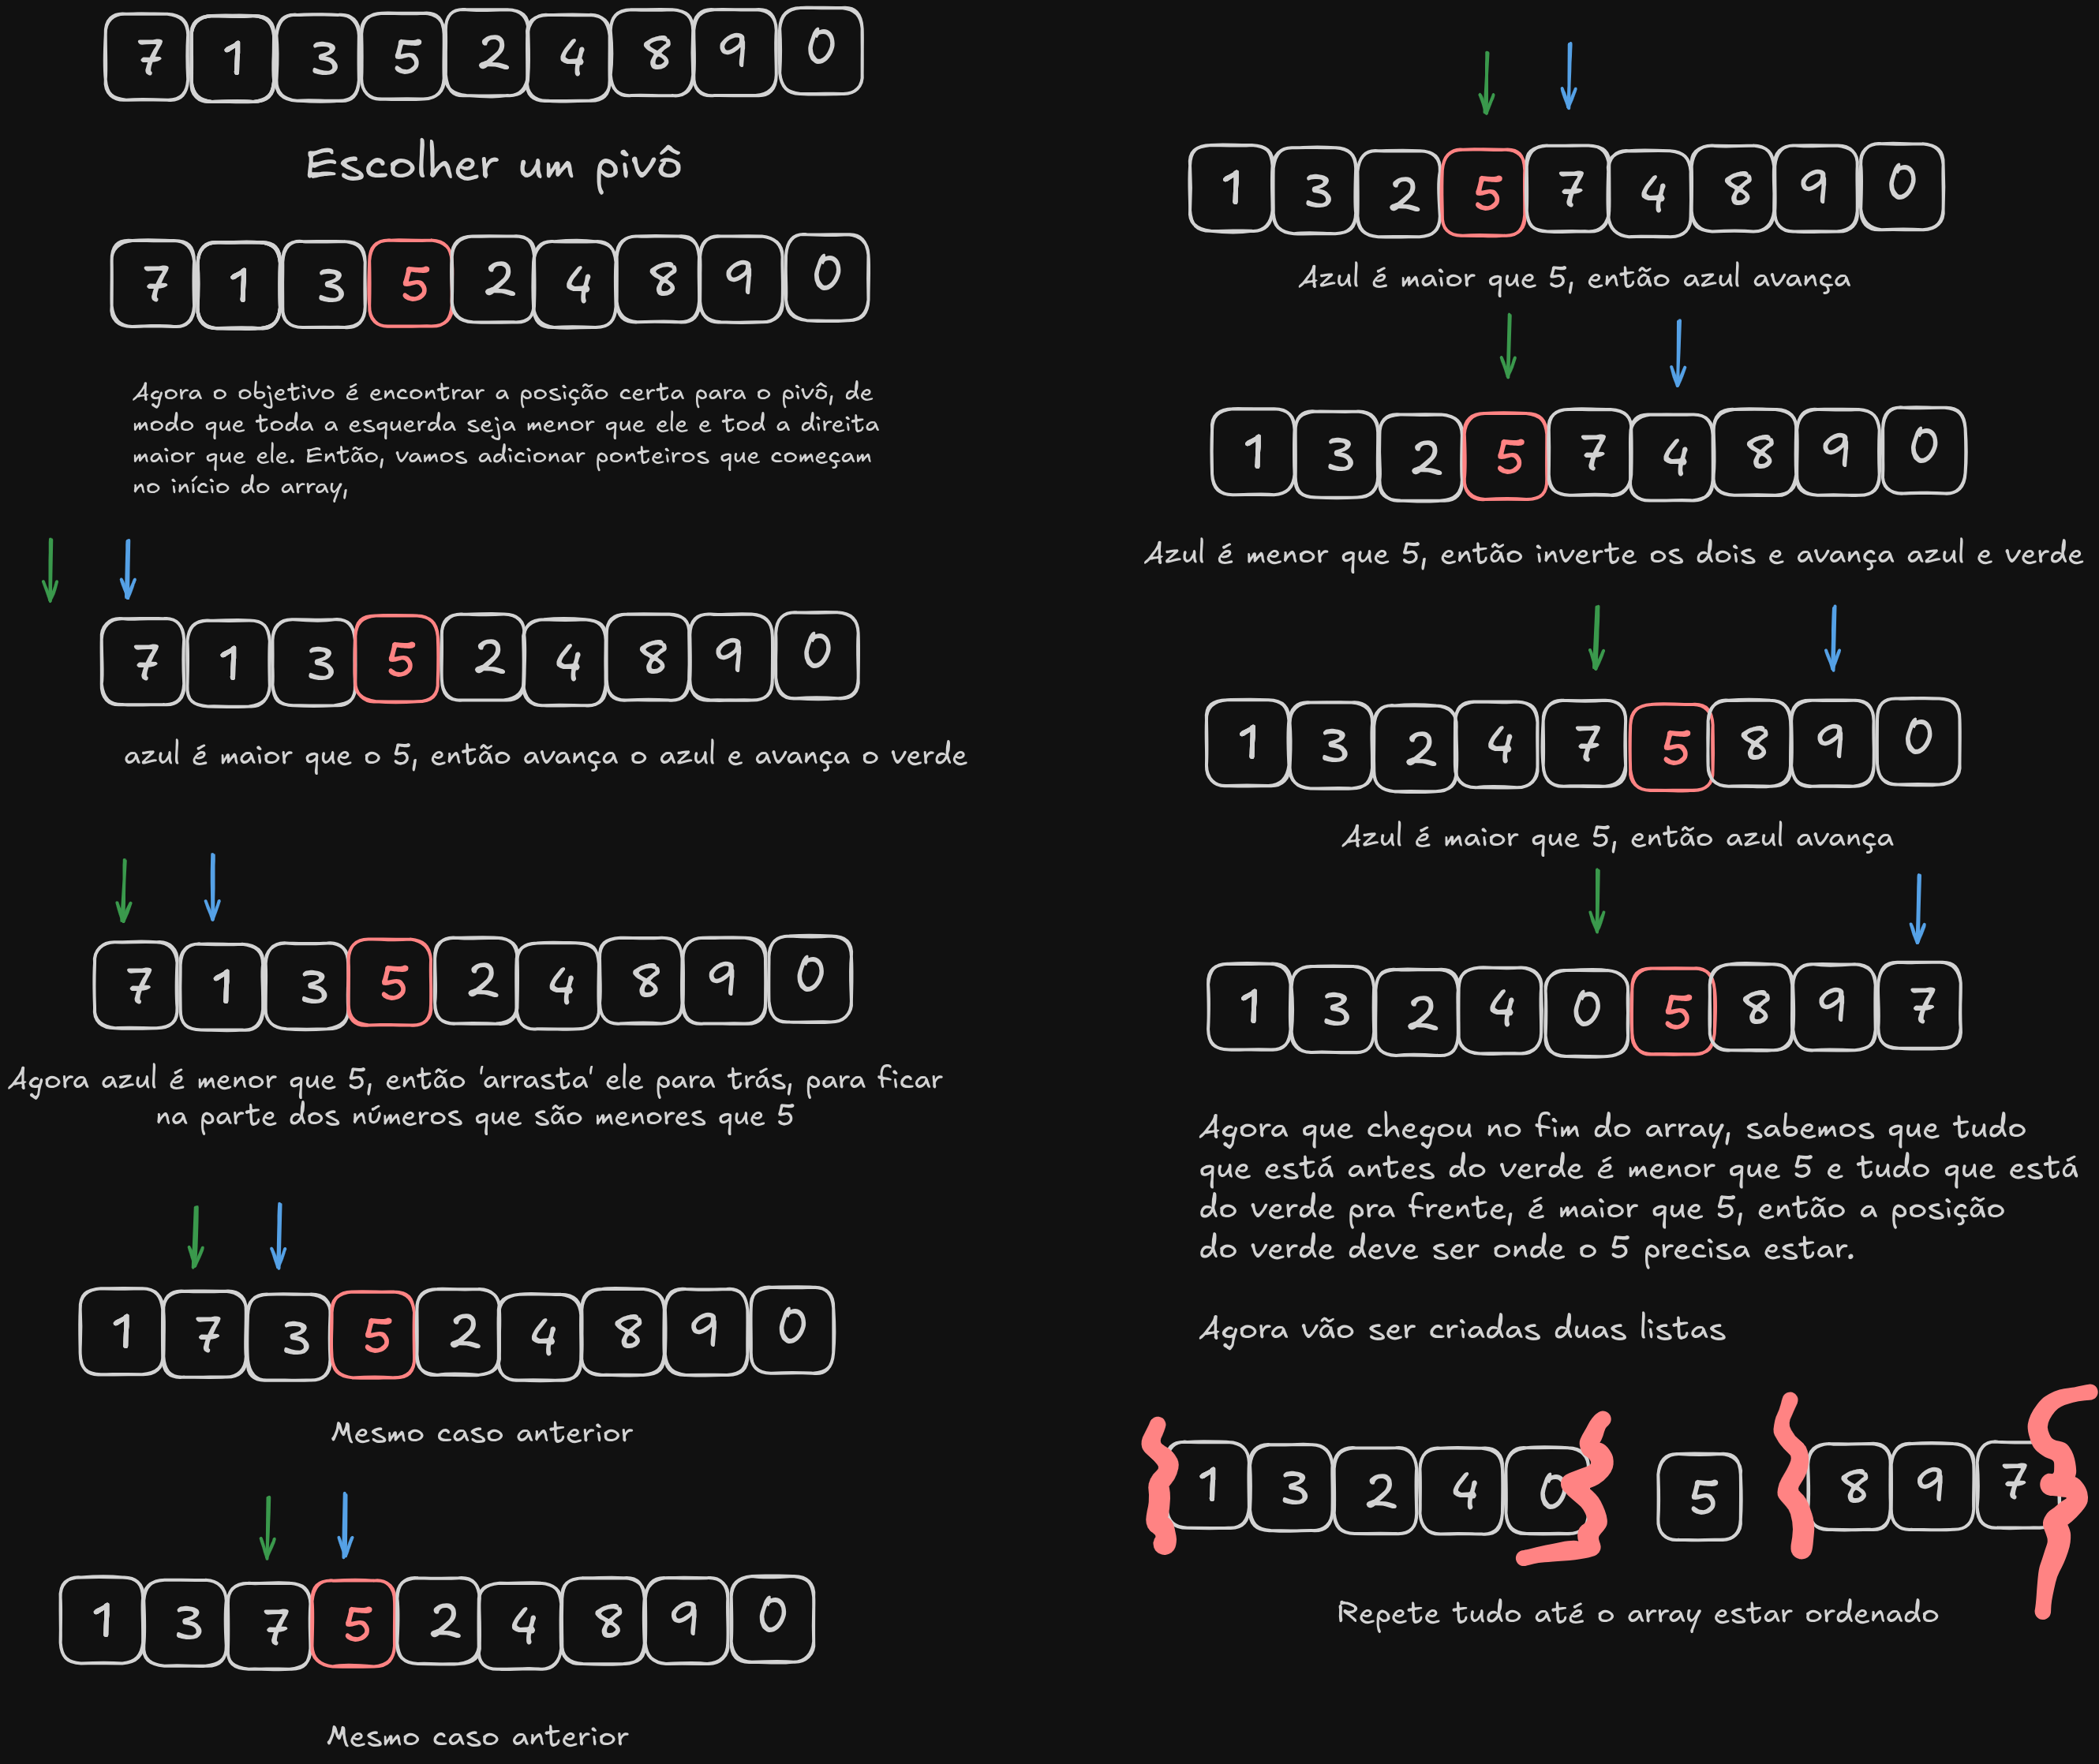 7 1 3 5 2 4 8 9 0
Escolher um pivô
7 1 3 5 2 4 8 9 0
Agora o objetivo é encontrar a posição certa para o pivô, de
modo que toda a esquerda seja menor que ele e tod a direita
maior que ele. Então, vamos adicionar ponteiros que começam
no início do array,
7 1 3 5 2 4 8 9 0
azul é maior que o 5, então avança o azul e avança o verde
7 1 3 5 2 4 8 9 0
Agora azul é menor que 5, então 'arrasta' ele para trás, para ficar
na parte dos números que são menores que 5
1 7 3 5 2 4 8 9 0
Mesmo caso anterior
1 3 7 5 2 4 8 9 0
Mesmo caso anterior
1 3 2 5 7 4 8 9 0
Azul é maior que 5, então azul avança
1 3 2 5 7 4 8 9 0
Azul é menor que 5, então inverte os dois e avança azul e verde
1 3 2 4 7 5 8 9 0
Azul é maior que 5, então azul avança
1 3 2 4 0 5 8 9 7
Agora que chegou no fim do array, sabemos que tudo
que está antes do verde é menor que 5 e tudo que está
do verde pra frente, é maior que 5, então a posição
do verde deve ser onde o 5 precisa estar.
Agora vão ser criadas duas listas
1 3 2 4 0 5 8 9 7
Repete tudo até o array estar ordenado